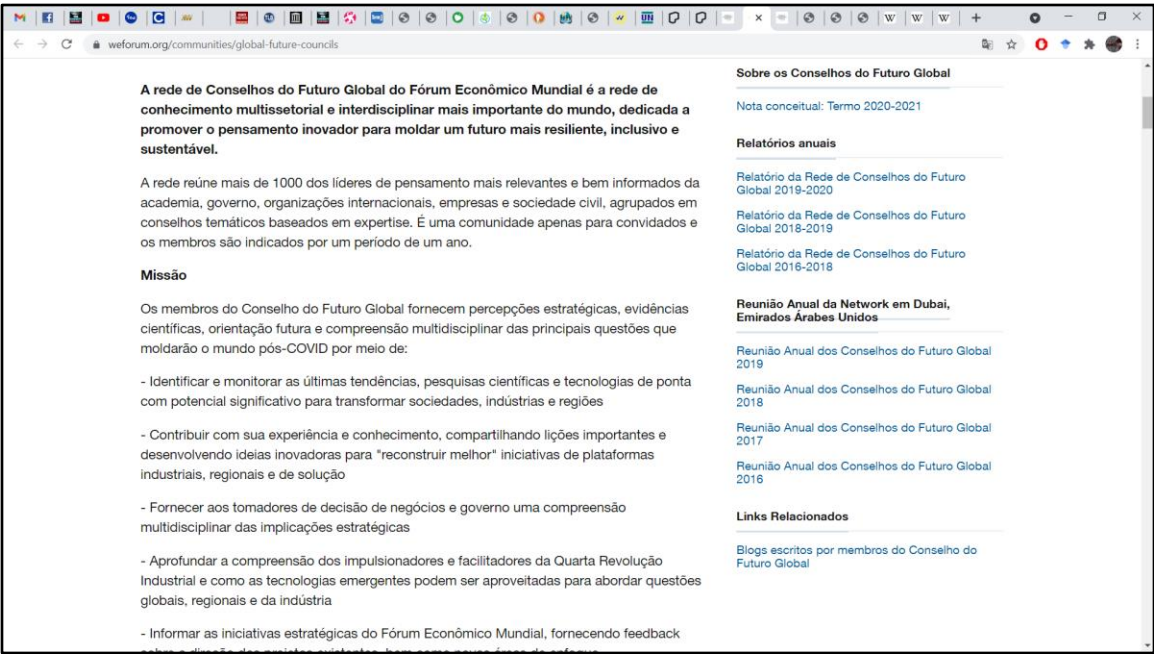 weforum.org/communities/global-future-councils
A rede de Conselhos do Futuro Global do Fórum Econômico Mundial é a rede de
conhecimento multissetorial e interdisciplinar mais importante do mundo, dedicada a
promover o pensamento inovador para moldar um futuro mais resiliente, inclusivo e
sustentável.
A rede reúne mais de 1000 dos líderes de pensamento mais relevantes e bem informados da
academia, governo, organizações internacionais, empresas e sociedade civil, agrupados em
conselhos temáticos baseados em expertise. É uma comunidade apenas para convidados e
os membros são indicados por um período de um ano.
Missão
Os membros do Conselho do Futuro Global fornecem percepções estratégicas, evidências
científicas, orientação futura e compreensão multidisciplinar das principais questões que
moldarão o mundo pós-COVID por meio de:
- Identificar e monitorar as últimas tendências, pesquisas científicas e tecnologias de ponta
com potencial significativo para transformar sociedades, indústrias e regiões
- Contribuir com sua experiência e conhecimento, compartilhando lições importantes e
desenvolvendo ideias inovadoras para "reconstruir melhor" iniciativas de plataformas
industriais, regionais e de solução
- Fornecer aos tomadores de decisão de negócios e governo uma compreensão
multidisciplinar das implicações estratégicas
- Aprofundar a compreensão dos impulsionadores e facilitadores da Quarta Revolução
Industrial e como as tecnologias emergentes podem ser aproveitadas para abordar questões
globais, regionais e da indústria
- Informar as iniciativas estratégicas do Fórum Econômico Mundial, fornecendo feedback
Sobre os Conselhos do Futuro Global
Nota conceitual: Termo 2020-2021
Relatórios anuais
Relatório da Rede de Conselhos do Futuro
Global 2019-2020
Relatório da Rede de Conselhos do Futuro
Global 2018-2019
Relatório da Rede de Conselhos do Futuro
Global 2016-2018
Reunião Anual da Network em Dubai,
Emirados Árabes Unidos
Reunião Anual dos Conselhos do Futuro Global
2019
Reunião Anual dos Conselhos do Futuro Global
2018
Reunião Anual dos Conselhos do Futuro Global
2017
Reunião Anual dos Conselhos do Futuro Global
2016
Links Relacionados
Blogs escritos por membros do Conselho do
Futuro Global